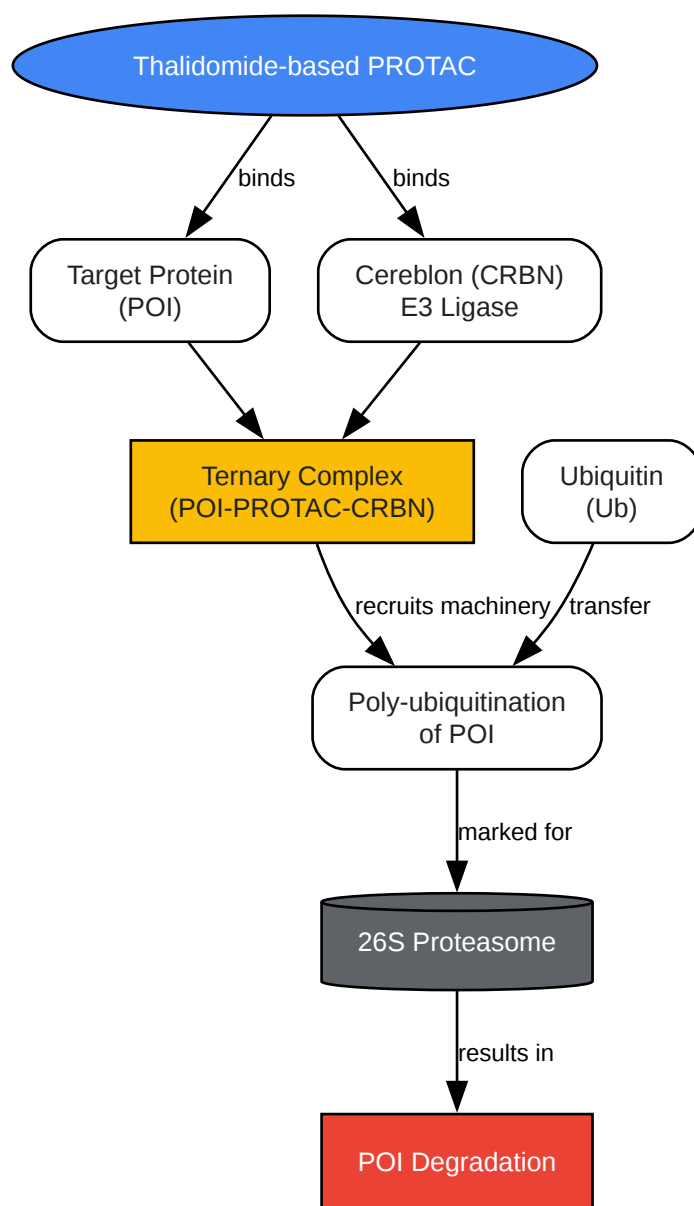 Thalidomide-based PROTAC
binds
binds
Target Protein
(POI)
Cereblon (CRBN)
E3 Ligase
Ternary Complex
(POI-PROTAC-CRBN)
Ubiquitin
(Ub)
recruits machinery
transfer
Poly-ubiquitination
of POI
marked for
26S Proteasome
results in
POI Degradation